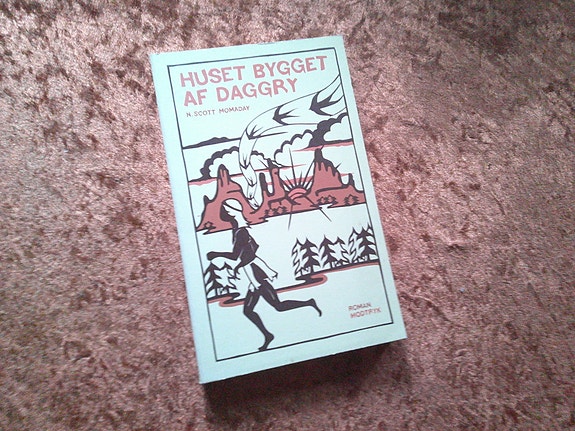 HUSET BYGGET
AF DAGGRY
N. SCOTT MOMADAY
ROMAN
MODTRYK